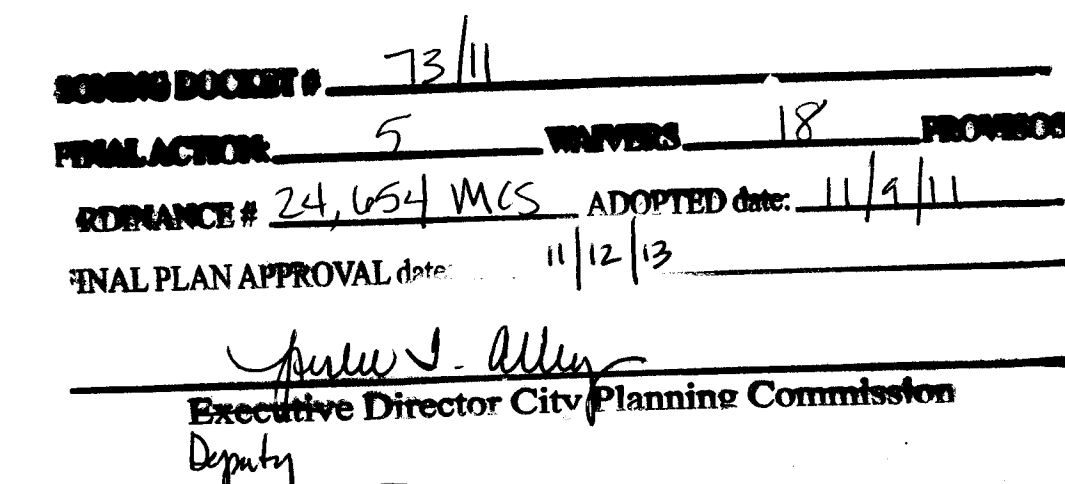 ZONING DOCKET # 73/11
FINAL ACTION: 5 WAIVERS 18 PROVISOS
RDINANCE # 24,654 MCS ADOPTED date: 11/9/11
FINAL PLAN APPROVAL date: 11/12/13
Executive Director City Planning Commission
Deputy